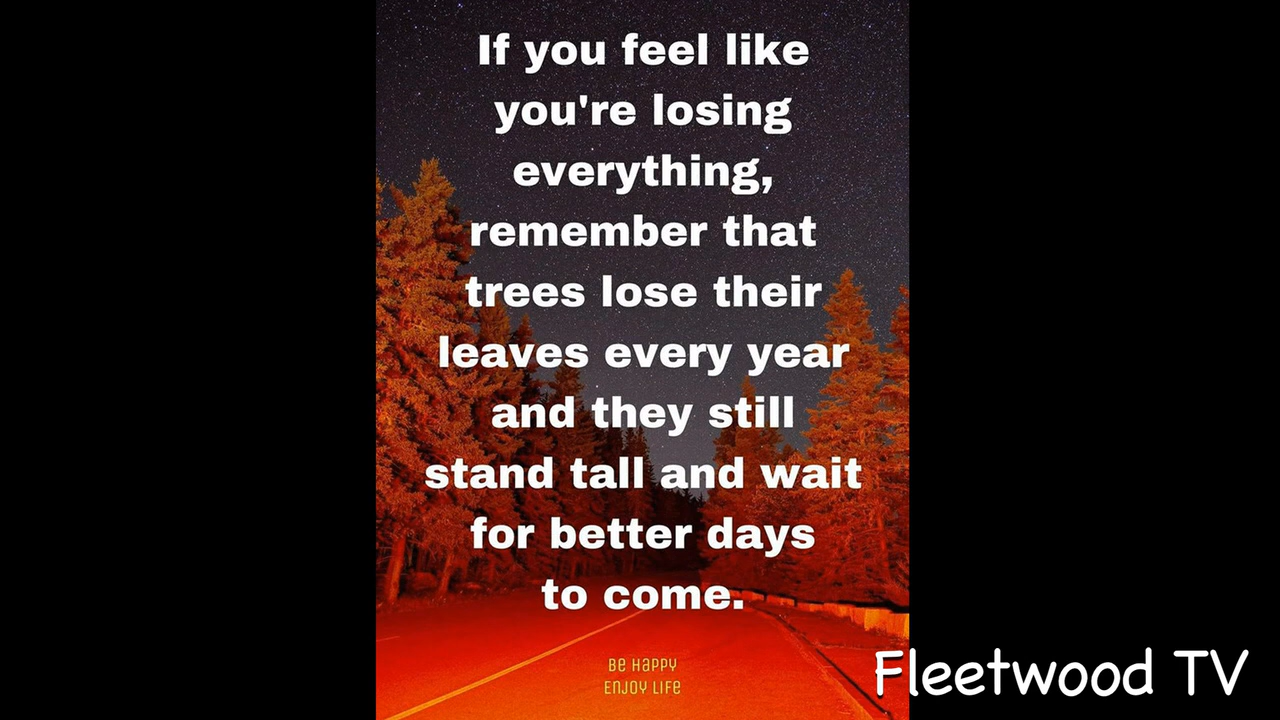 If you feel like
you're losing
everything,
remember that
trees lose their
leaves every year
and they still
stand tall and wait
for better days
to come.
Be Happy
Enjoy Life
Fleetwood TV